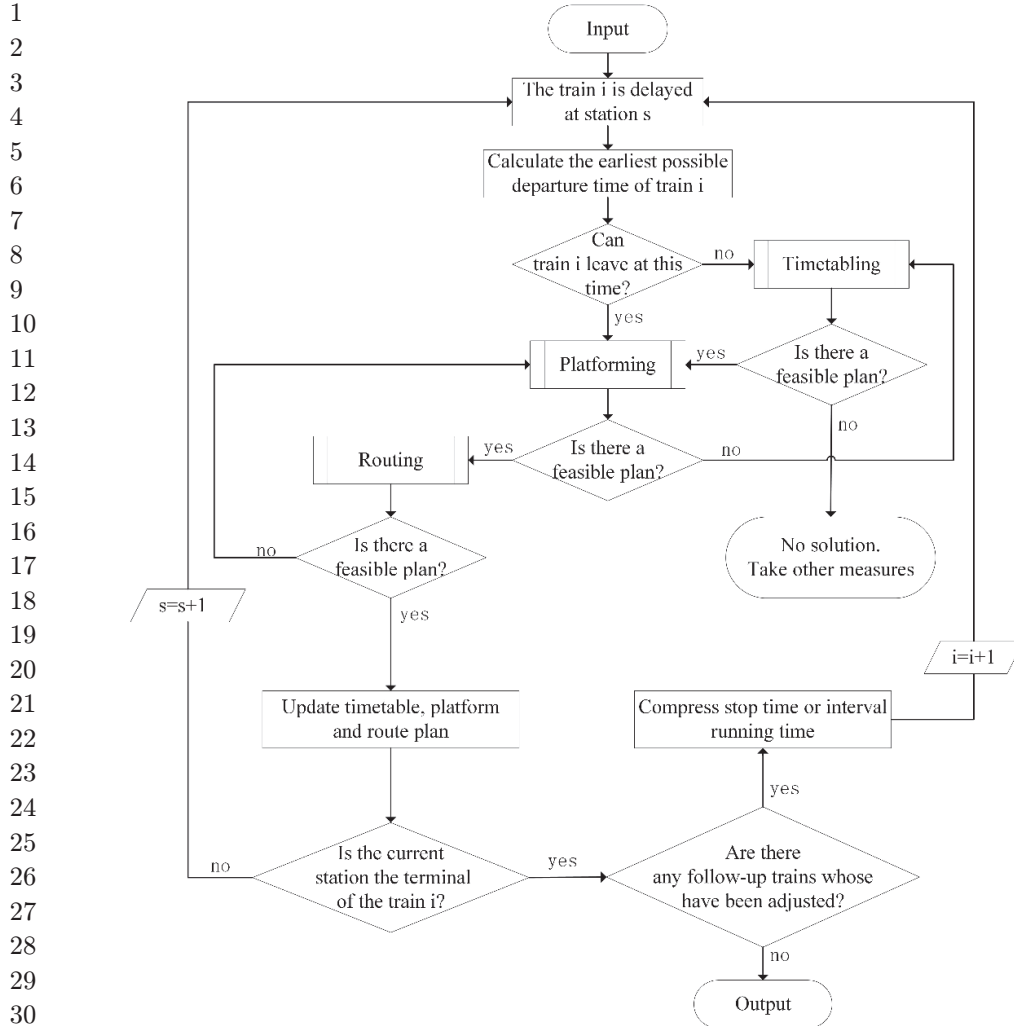 1
2
3
4
5
6
7
8
9
10
11
12
13
14
15
16
17
18
19
20
21
22
23
24
25
26
27
28
29
30
Input
The train i is delayed
at station s
Calculate the earliest possible
departure time of train i
Can
train i leave at this
time?
no
Timetabling
yes
Platforming
yes
Is there a
feasible plan?
no
Is there a
feasible plan?
yes
no
Routing
Is there a
feasible plan?
no
yes
No solution.
Take other measures
s=s+1
i=i+1
Update timetable, platform
and route plan
Compress stop time or interval
running time
yes
Is the current
station the terminal
of the train i?
no
yes
Are there
any follow-up trains whose
have been adjusted?
no
Output